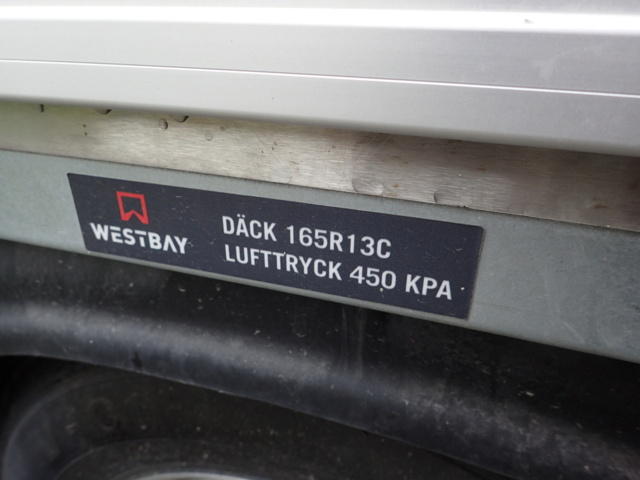 WESTBAY
DÄCK 165R13C
LUFTTRYCK 450 KPA